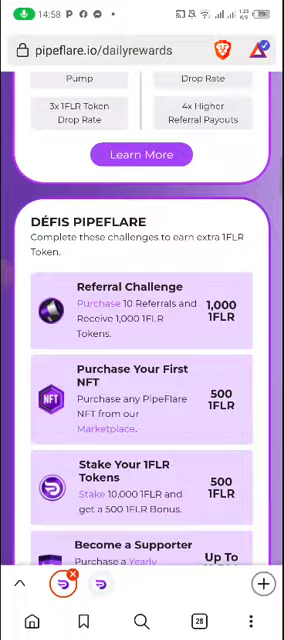 14:58
79
pipeflare.io/dailyrewards
Pump
Drop Rate
3x 1FLR Token
Drop Rate
4x Higher
Referral Payouts
Learn More
DÉFIS PIPEFLARE
Complete these challenges to earn extra 1FLR
Token.
Referral Challenge
Purchase 10 Referrals and
Receive 1,000 1FLR
Tokens.
1,000
1FLR
Purchase Your First
NFT
Purchase any PipeFlare
NFT from our
Marketplace.
500
1FLR
NFT
Stake Your 1FLR
Tokens
Stake 10,000 1FLR and
get a 500 1FLR Bonus.
500
1FLR
Become a Supporter
Purchase a Yearly
Up To
28